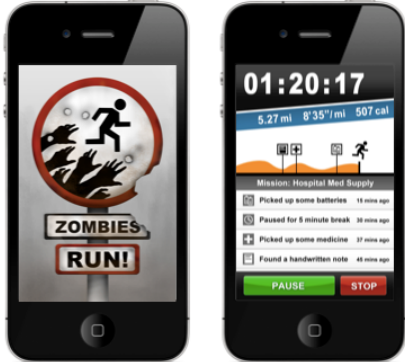 ZOMBIES,
RUN!
01:20:17
5.27 mi 8'35"/mi 507 cal
Mission: Hospital Med Supply
Picked up some batteries 15 mins ago
Paused for 5 minute break 30 mins ago
Picked up some medicine 37 mins ago
Found a handwritten note 45 mins ago
PAUSE STOP